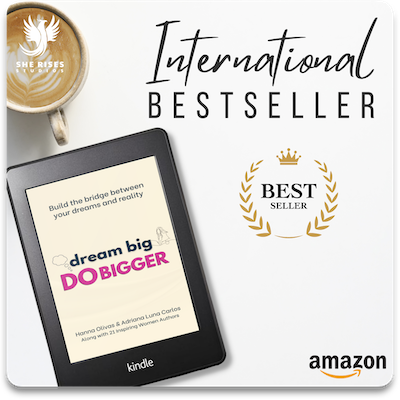 SHE RISES
STUDIOS
International
BESTSELLER
BEST
SELLER
Build the bridge between
your dreams and reality
dream big
DO BIGGER
Hanna Olivas & Adriana Luna Carlos
Along with 21 Inspiring Women Authors
kindle
amazon